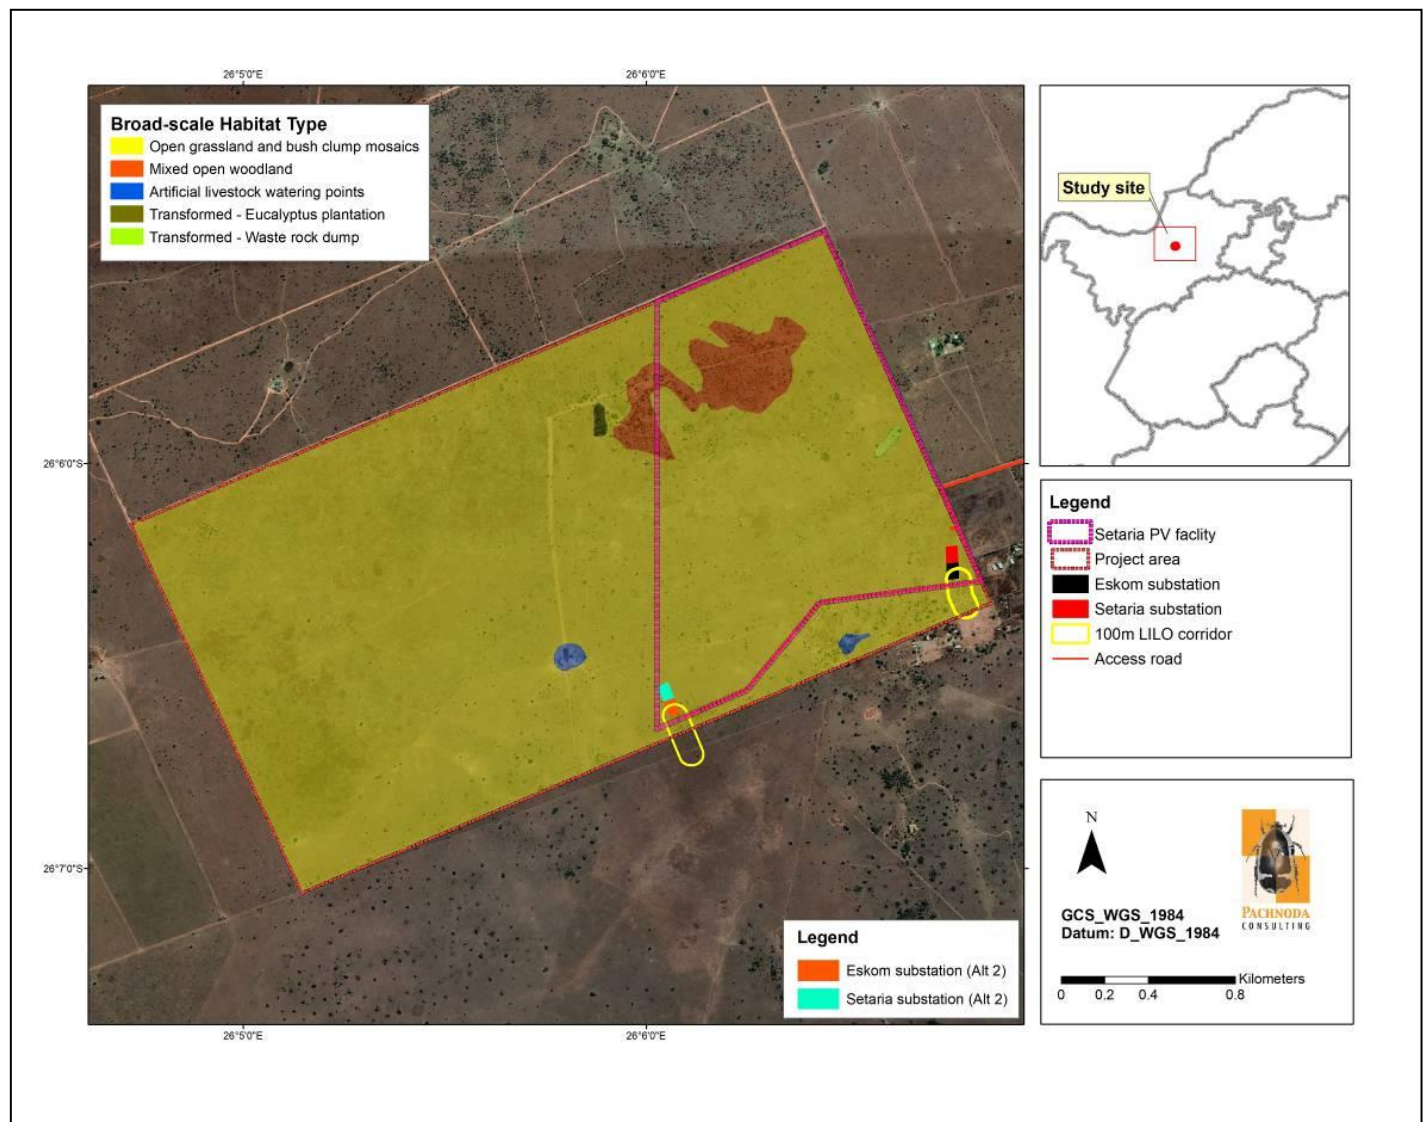 26°5'0"E
26°6'0"E
Broad-scale Habitat Type
Open grassland and bush clump mosaics
Mixed open woodland
Artificial livestock watering points
Transformed - Eucalyptus plantation
Transformed - Waste rock dump
Study site
26°6'0"S
26°7'0"S
Legend
Setaria PV faclity
Project area
Eskom substation
Setaria substation
100m LILO corridor
Access road
Legend
Eskom substation (Alt 2)
Setaria substation (Alt 2)
26°5'0"E
26°6'0"E
N
PACHNODA
CONSULTING
GCS_WGS_1984
Datum: D_WGS_1984
Kilometers
0 0.2 0.4 0.8